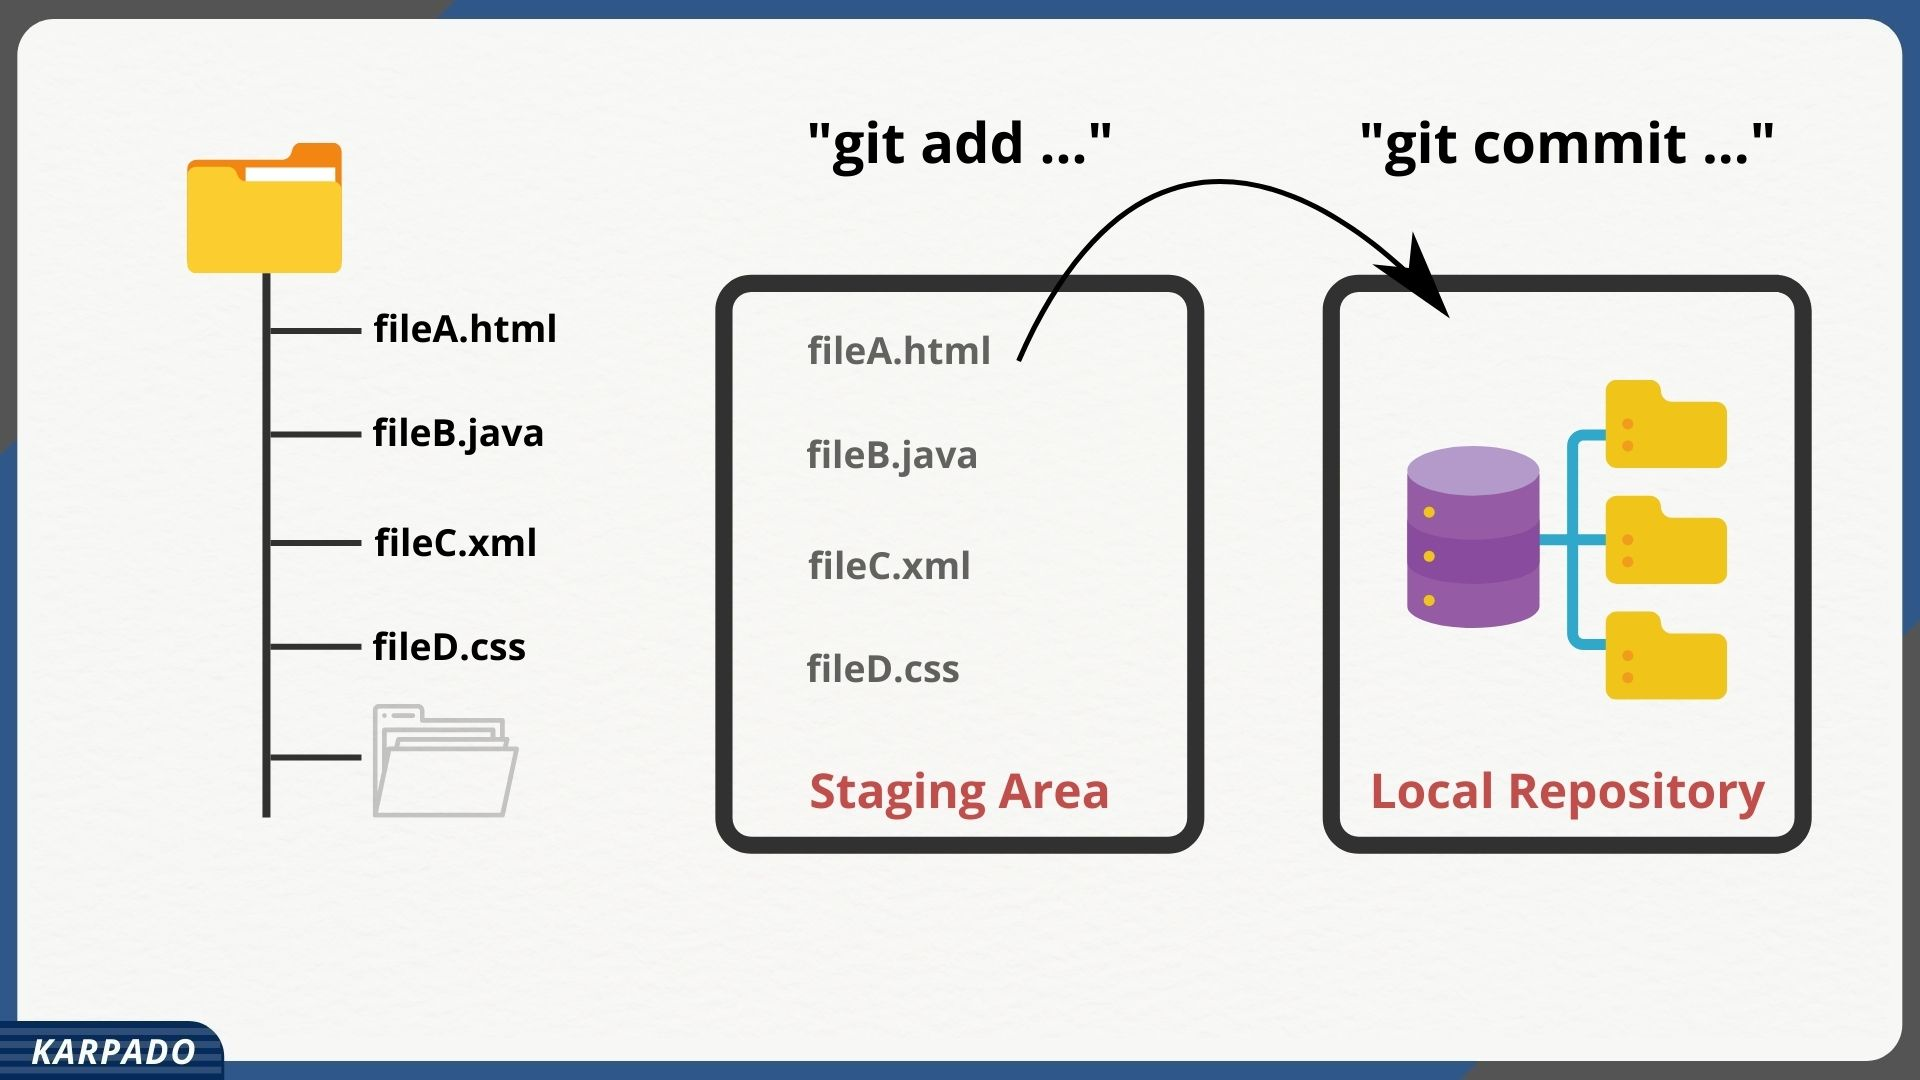 "git add ..."
"git commit ..."
fileA.html
fileB.java
fileC.xml
fileD.css
fileA.html
fileB.java
fileC.xml
fileD.css
Staging Area
Local Repository
KARPADO